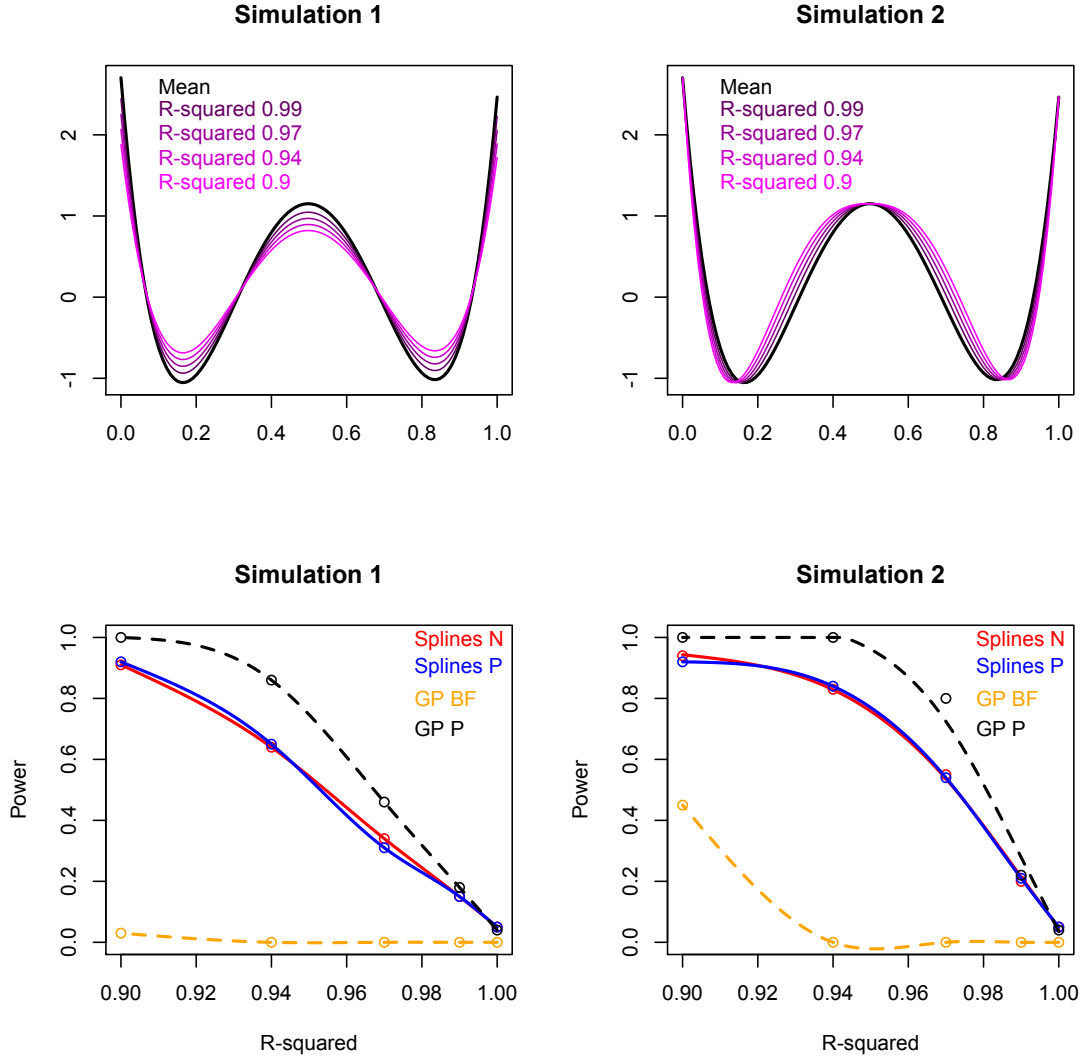 Simulation 1
Mean
R-squared 0.99
R-squared 0.97
R-squared 0.94
R-squared 0.9
2
1
0
-1
0.0 0.2 0.4 0.6 0.8 1.0
Simulation 2
Mean
R-squared 0.99
R-squared 0.97
R-squared 0.94
R-squared 0.9
2
1
0
-1
0.0 0.2 0.4 0.6 0.8 1.0
Simulation 1
Splines N
Splines P
GP BF
GP P
Power
1.0
0.8
0.6
0.4
0.2
0.0
0.90 0.92 0.94 0.96 0.98 1.00
R-squared
Simulation 2
Splines N
Splines P
GP BF
GP P
Power
1.0
0.8
0.6
0.4
0.2
0.0
0.90 0.92 0.94 0.96 0.98 1.00
R-squared